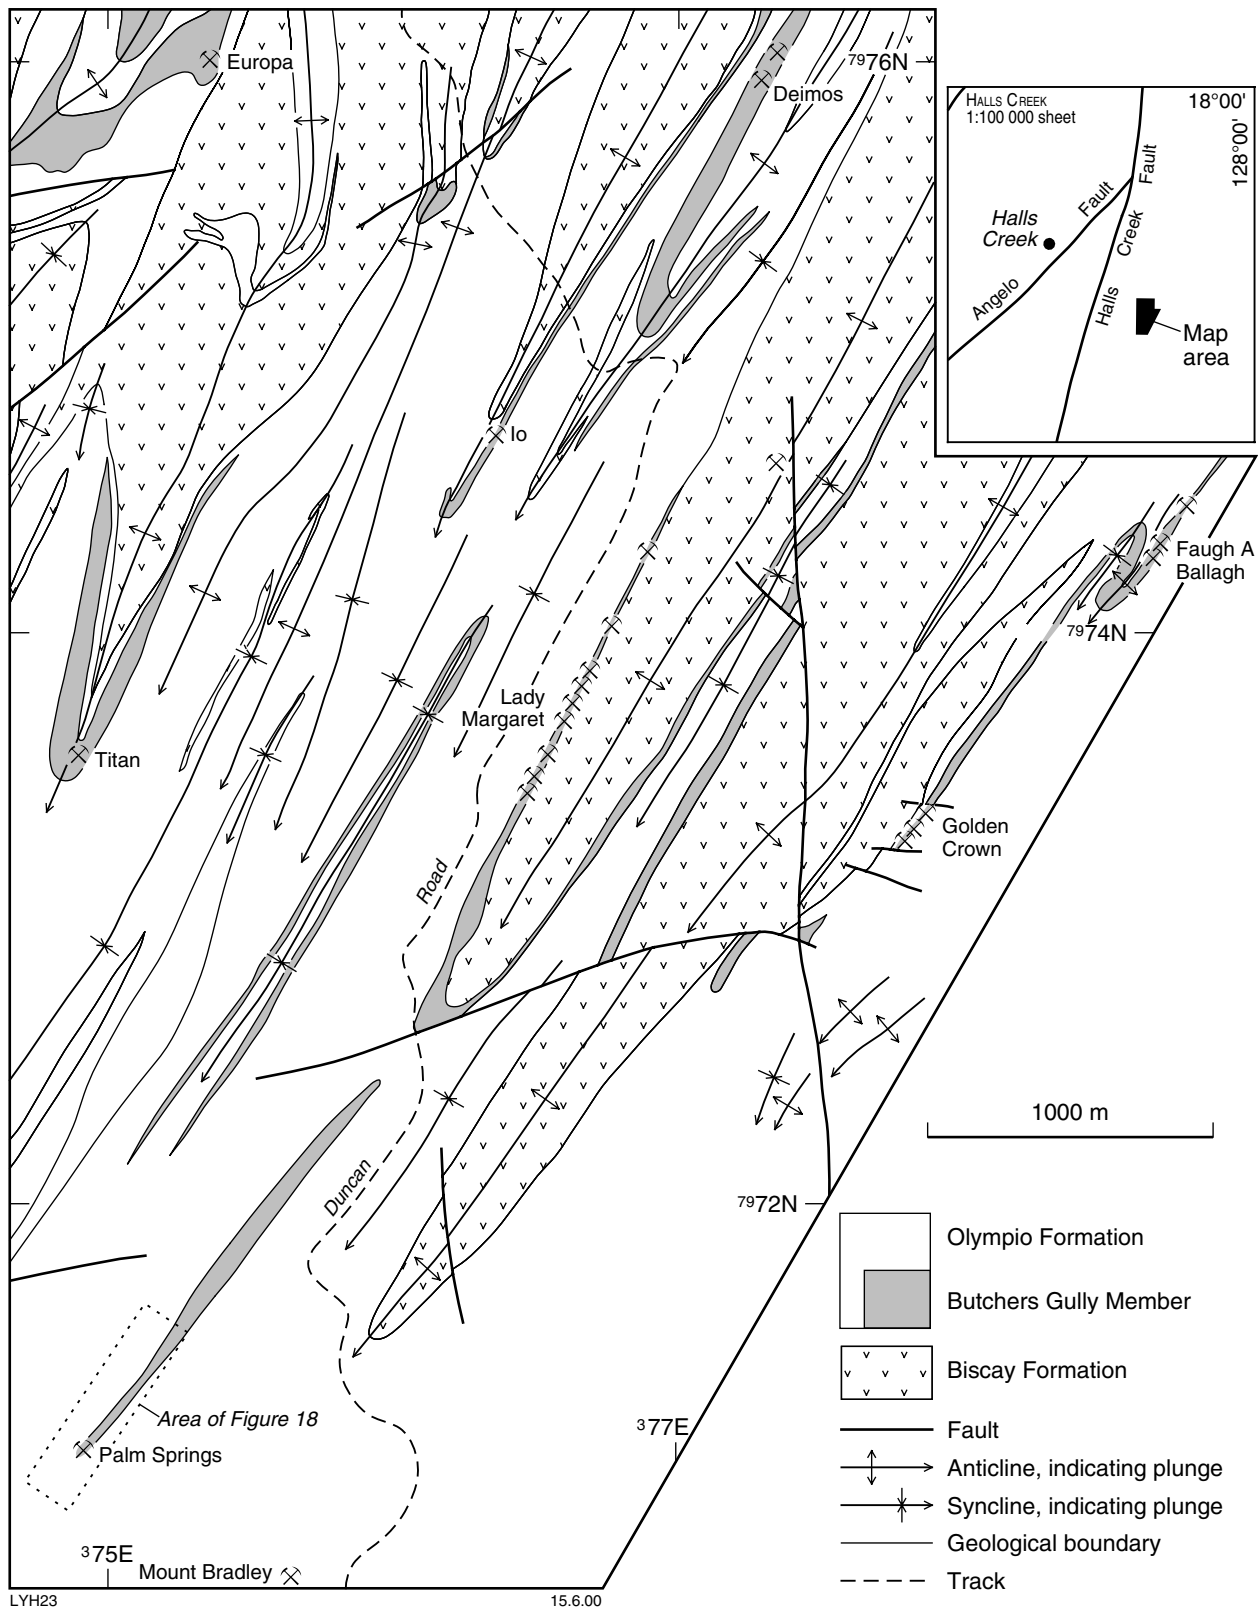 Europa
7976N
Deimos
HALLS CREEK
1:100 000 sheet
18°00'
128°00'
Fault
Fault
Halls
Creek
Creek
Angelo
Halls
Map
area
Io
Faugh A
Ballagh
7974N
Lady
Margaret
Titan
Golden
Crown
Road
1000 m
Duncan
7972N
Olympio Formation
Butchers Gully Member
Biscay Formation
Area of Figure 18
377E
Fault
Palm Springs
Anticline, indicating plunge
Syncline, indicating plunge
Geological boundary
375E
Mount Bradley
Track
LYH23
15.6.00